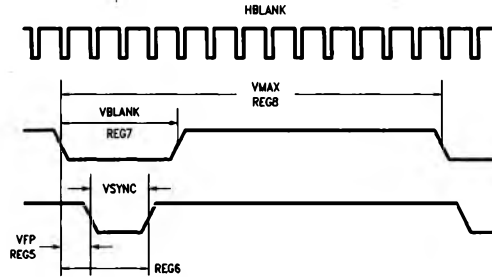 HBLANK
VMAX
REG8
VBLANK
REG7
VSYNC
VFP
REG5
REG6